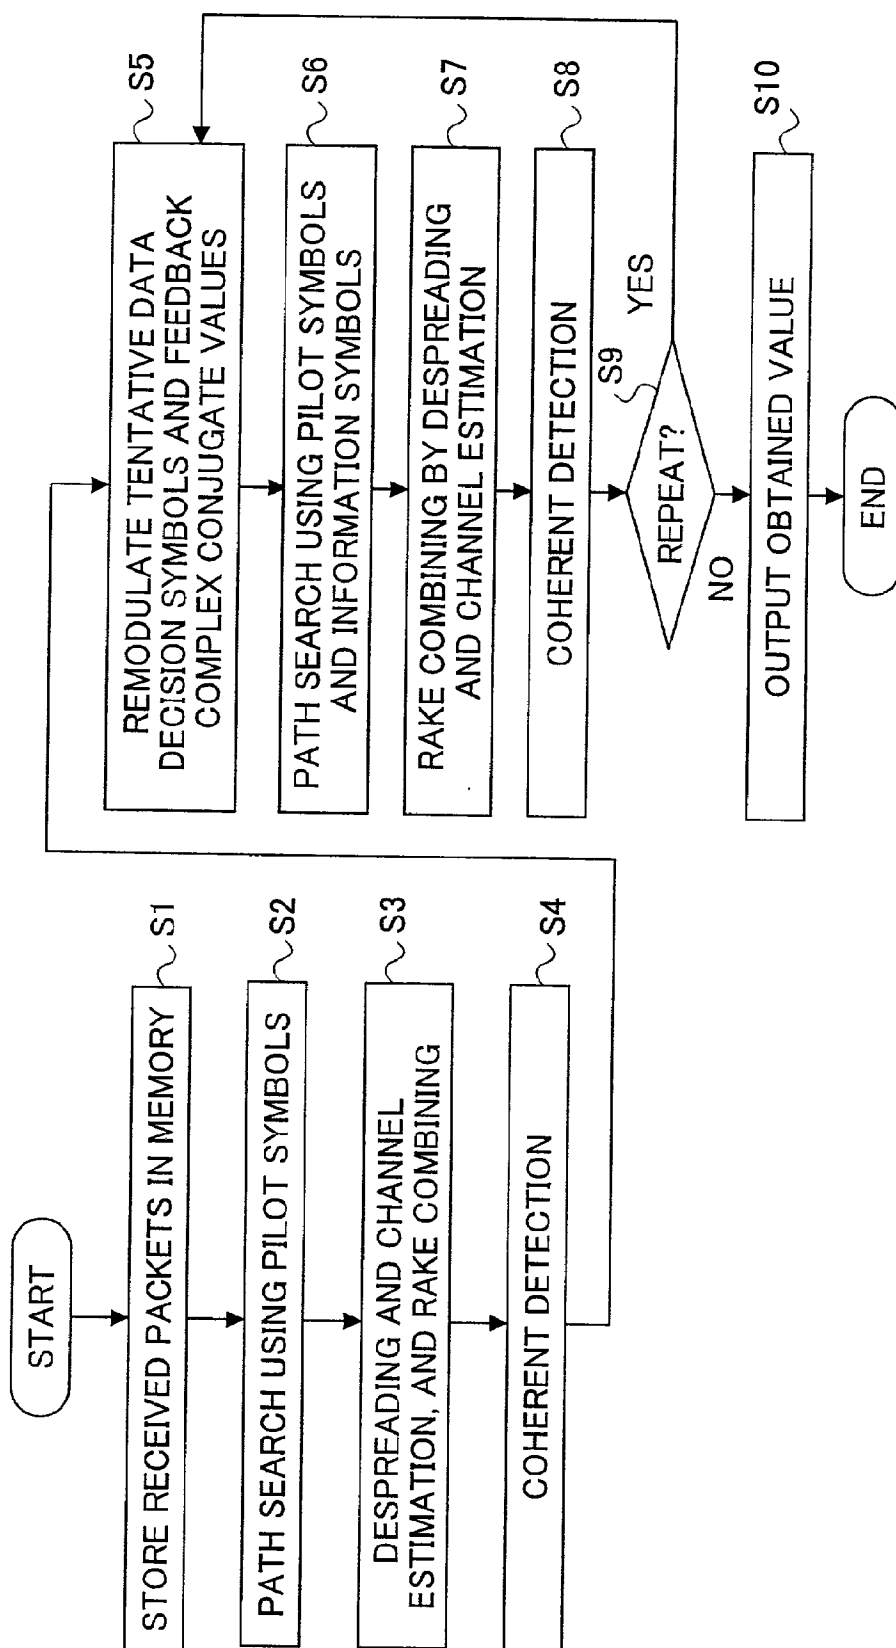 START
STORE RECEIVED PACKETS IN MEMORY
S1
PATH SEARCH USING PILOT SYMBOLS
S2
DESPREADING AND CHANNEL
ESTIMATION, AND RAKE COMBINING
S3
COHERENT DETECTION
S4
REMODULATE TENTATIVE DATA
DECISION SYMBOLS AND FEEDBACK
COMPLEX CONJUGATE VALUES
S5
PATH SEARCH USING PILOT SYMBOLS
AND INFORMATION SYMBOLS
S6
RAKE COMBINING BY DESPREADING
AND CHANNEL ESTIMATION
S7
COHERENT DETECTION
S8
REPEAT?
S9
YES
NO
OUTPUT OBTAINED VALUE
S10
END